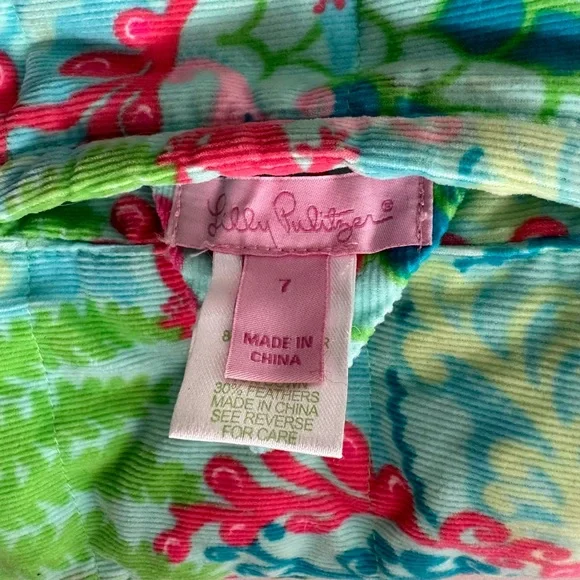 Lilly Pulitzer®
7
MADE IN
CHINA
30% FEATHERS
MADE IN CHINA
SEE REVERSE
FOR CARE